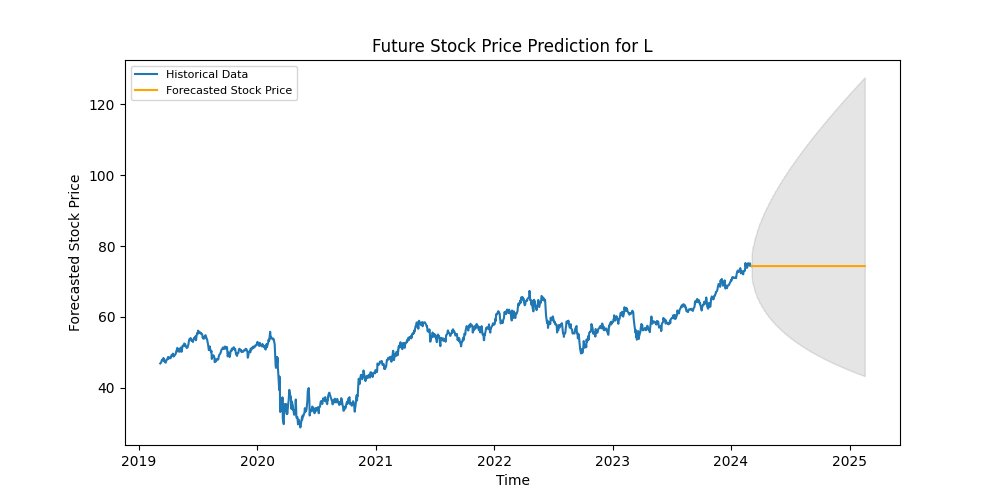 Future Stock Price Prediction for L
Historical Data
Forecasted Stock Price
Forecasted Stock Price
120
100
80
60
40
2019
2020
2021
2022
2023
2024
2025
Time